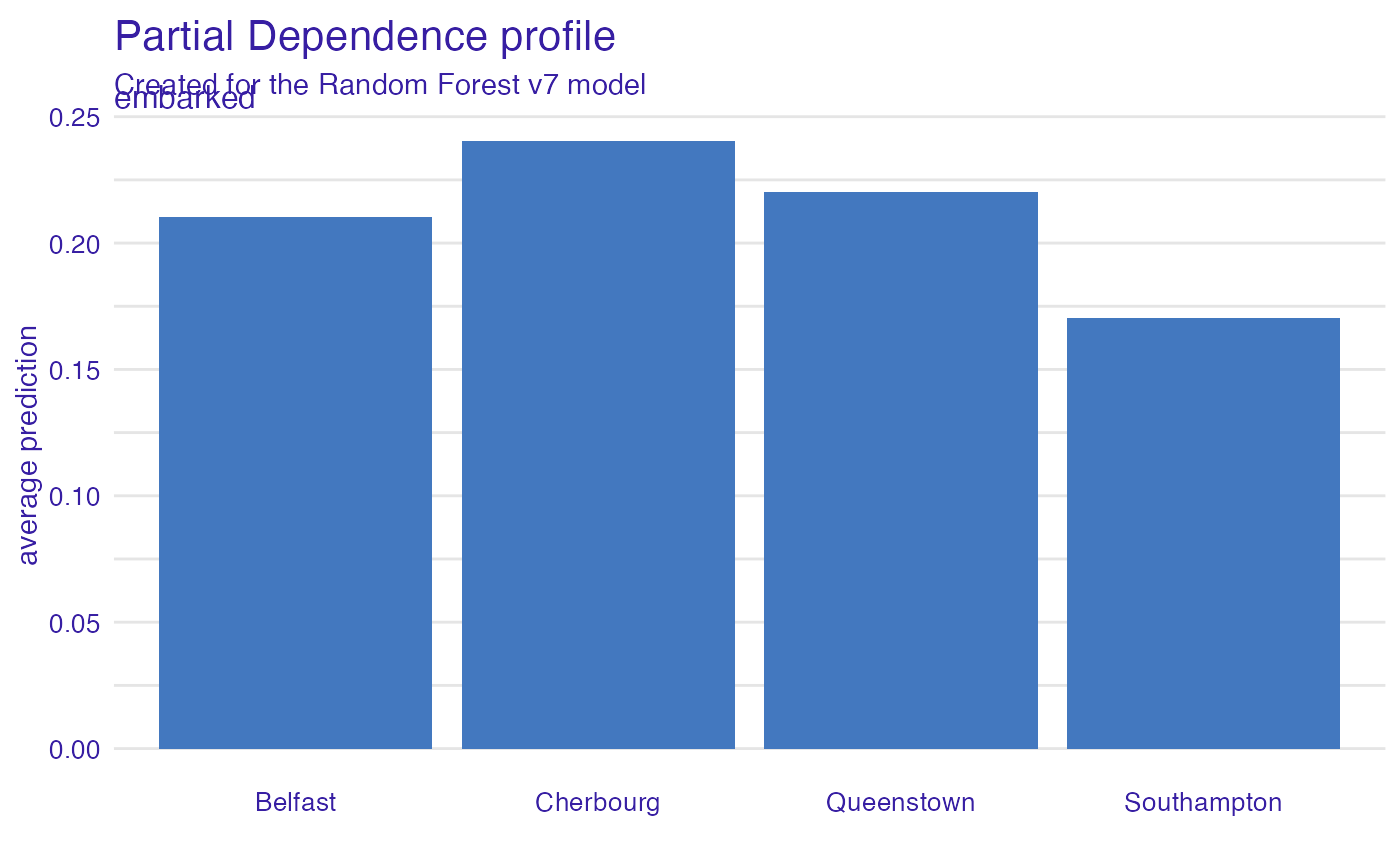 Partial Dependence profile
Created for the Random Forest v7 model
embarked
0.25
0.20
0.15
0.10
0.05
0.00
average prediction
Belfast
Cherbourg
Queenstown
Southampton